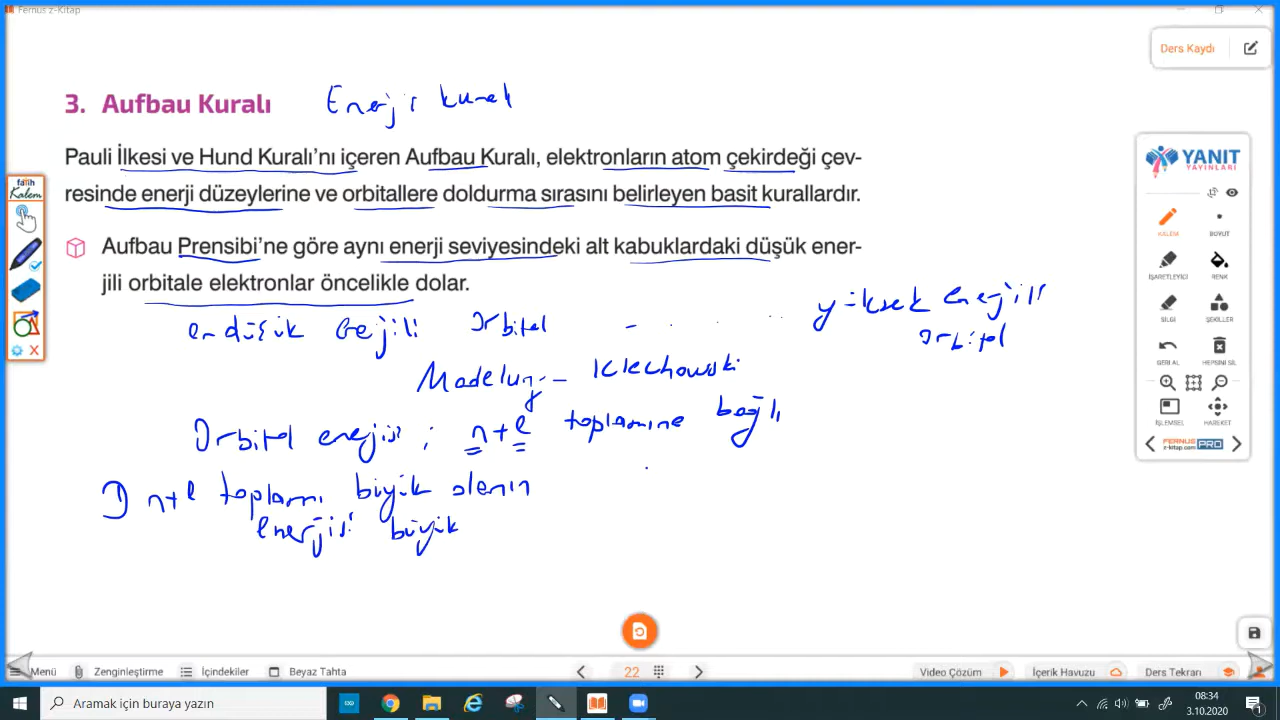 Fernus z-Kitap
Ders Kaydı
3. Aufbau Kuralı Enerji kuralı
Pauli İlkesi ve Hund Kuralı'nı içeren Aufbau Kuralı, elektronların atom çekirdeği çev-
resinde enerji düzeylerine ve orbitallere doldurma sırasını belirleyen basit kurallardır.
Aufbau Prensibi'ne göre aynı enerji seviyesindeki alt kabuklardaki düşük ener-
jili orbitale elektronlar öncelikle dolar.
en düşük enerjili orbital - . . . . . yüksek enerjili
orbital
Madelung - Klechowski
Orbital enerjisi ; n+l toplamına bağlı
1) n+l toplamı büyük olanın
enerjisi büyük
fatih
Kalem
YANIT
YAYINLARI
KALEM
BOYUT
İŞARETLEYİCİ
RENK
SİLGİ
ŞEKİLLER
GERİ AL
HEPSİNİ SİL
İŞLEMSEL
HAREKET
FERNUS
z-kitap.com PRO
Menü
Zenginleştirme
İçindekiler
Beyaz Tahta
22
Video Çözüm
İçerik Havuzu
Ders Tekrarı
Aramak için buraya yazın
08:34
3.10.2020
1